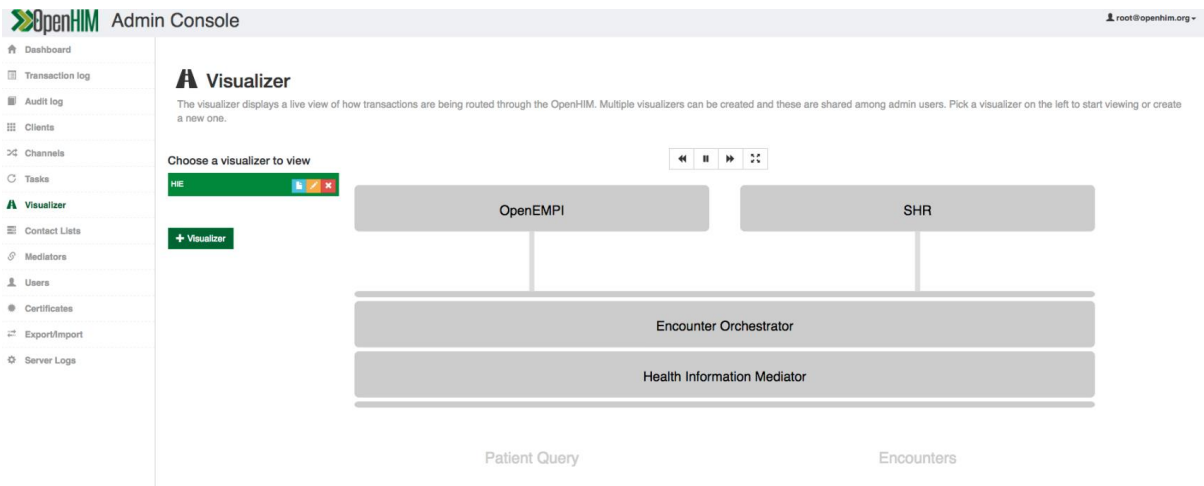 OpenHIM Admin Console
root@openhim.org
Dashboard
Transaction log
Audit log
Clients
Channels
Tasks
Visualizer
Contact Lists
Mediators
Users
Certificates
Export/Import
Server Logs
Visualizer
The visualizer displays a live view of how transactions are being routed through the OpenHIM. Multiple visualizers can be created and these are shared among admin users. Pick a visualizer on the left to start viewing or create
a new one.
Choose a visualizer to view
HIE
+ Visualizer
OpenEMPI
SHR
Encounter Orchestrator
Health Information Mediator
Patient Query
Encounters